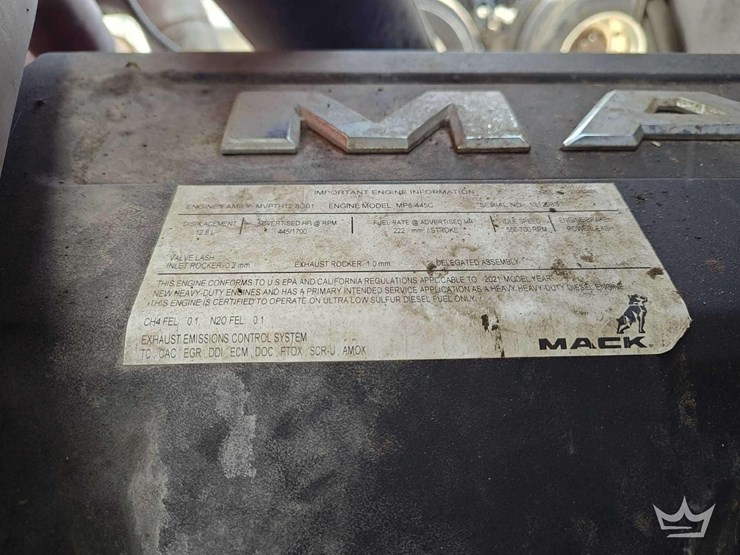 MA
IMPORTANT ENGINE INFORMATION
ENGINE FAMILY: ENGINE MODEL: MP8-445C SERIAL NO.:
DISPLACEMENT ADVERTISED HP @ RPM FUEL RATE @ ADVERTISED HP IDLE SPEED
12.8 L 445/1700 222 mm³/STROKE RPM
VALVE LASH
INLET ROCKER: 0.2 mm EXHAUST ROCKER: 1.0 mm DELEGATED ASSEMBLY
THIS ENGINE CONFORMS TO U.S EPA AND CALIFORNIA REGULATIONS APPLICABLE TO 2021 MODEL YEAR
NEW HEAVY-DUTY ENGINES AND HAS A PRIMARY INTENDED SERVICE APPLICATION AS A HEAVY HEAVY-DUTY DIESEL ENGINE.
THIS ENGINE IS CERTIFIED TO OPERATE ON ULTRA LOW SULFUR DIESEL FUEL ONLY.
CH4 FEL: 0.1 N2O FEL: 0.1
EXHAUST EMISSIONS CONTROL SYSTEM
TC, CAC, EGR, DDI, ECM, DOC, PTOX, SCR-U, AMOX
MACK